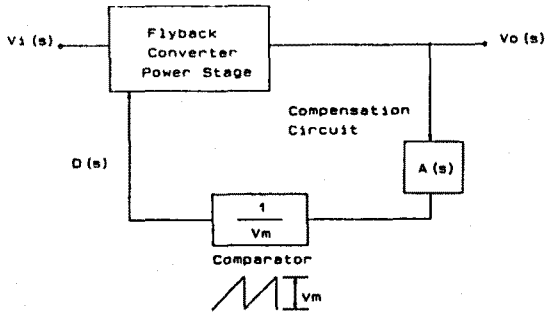 Flyback
Converter
Power Stage
Vi(s)
Vo(s)
Compensation
Circuit
D(s)
A(s)
1
Vm
Comparator
Vm